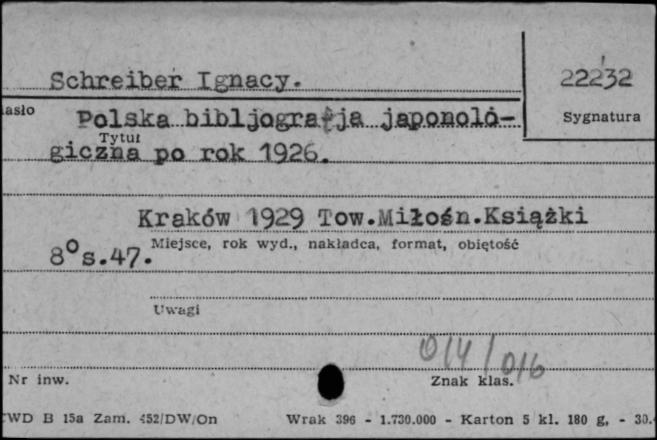 Schreiber Ignacy.
22232
asło
Sygnatura
Polska bibljografja japonolo-
Tytuł
giczna po rok 1926.
Kraków 1929 Tow.Miłośn.Książki
Miejsce, rok wyd., nakładca, format, obiętość
8° s.47.
Uwagi
014/016
Nr inw.
Znak klas.
WD B 15a Zam. 452/DW/On Wrak 396 - 1.730.000 - Karton 5 kl. 180 g, - 30.